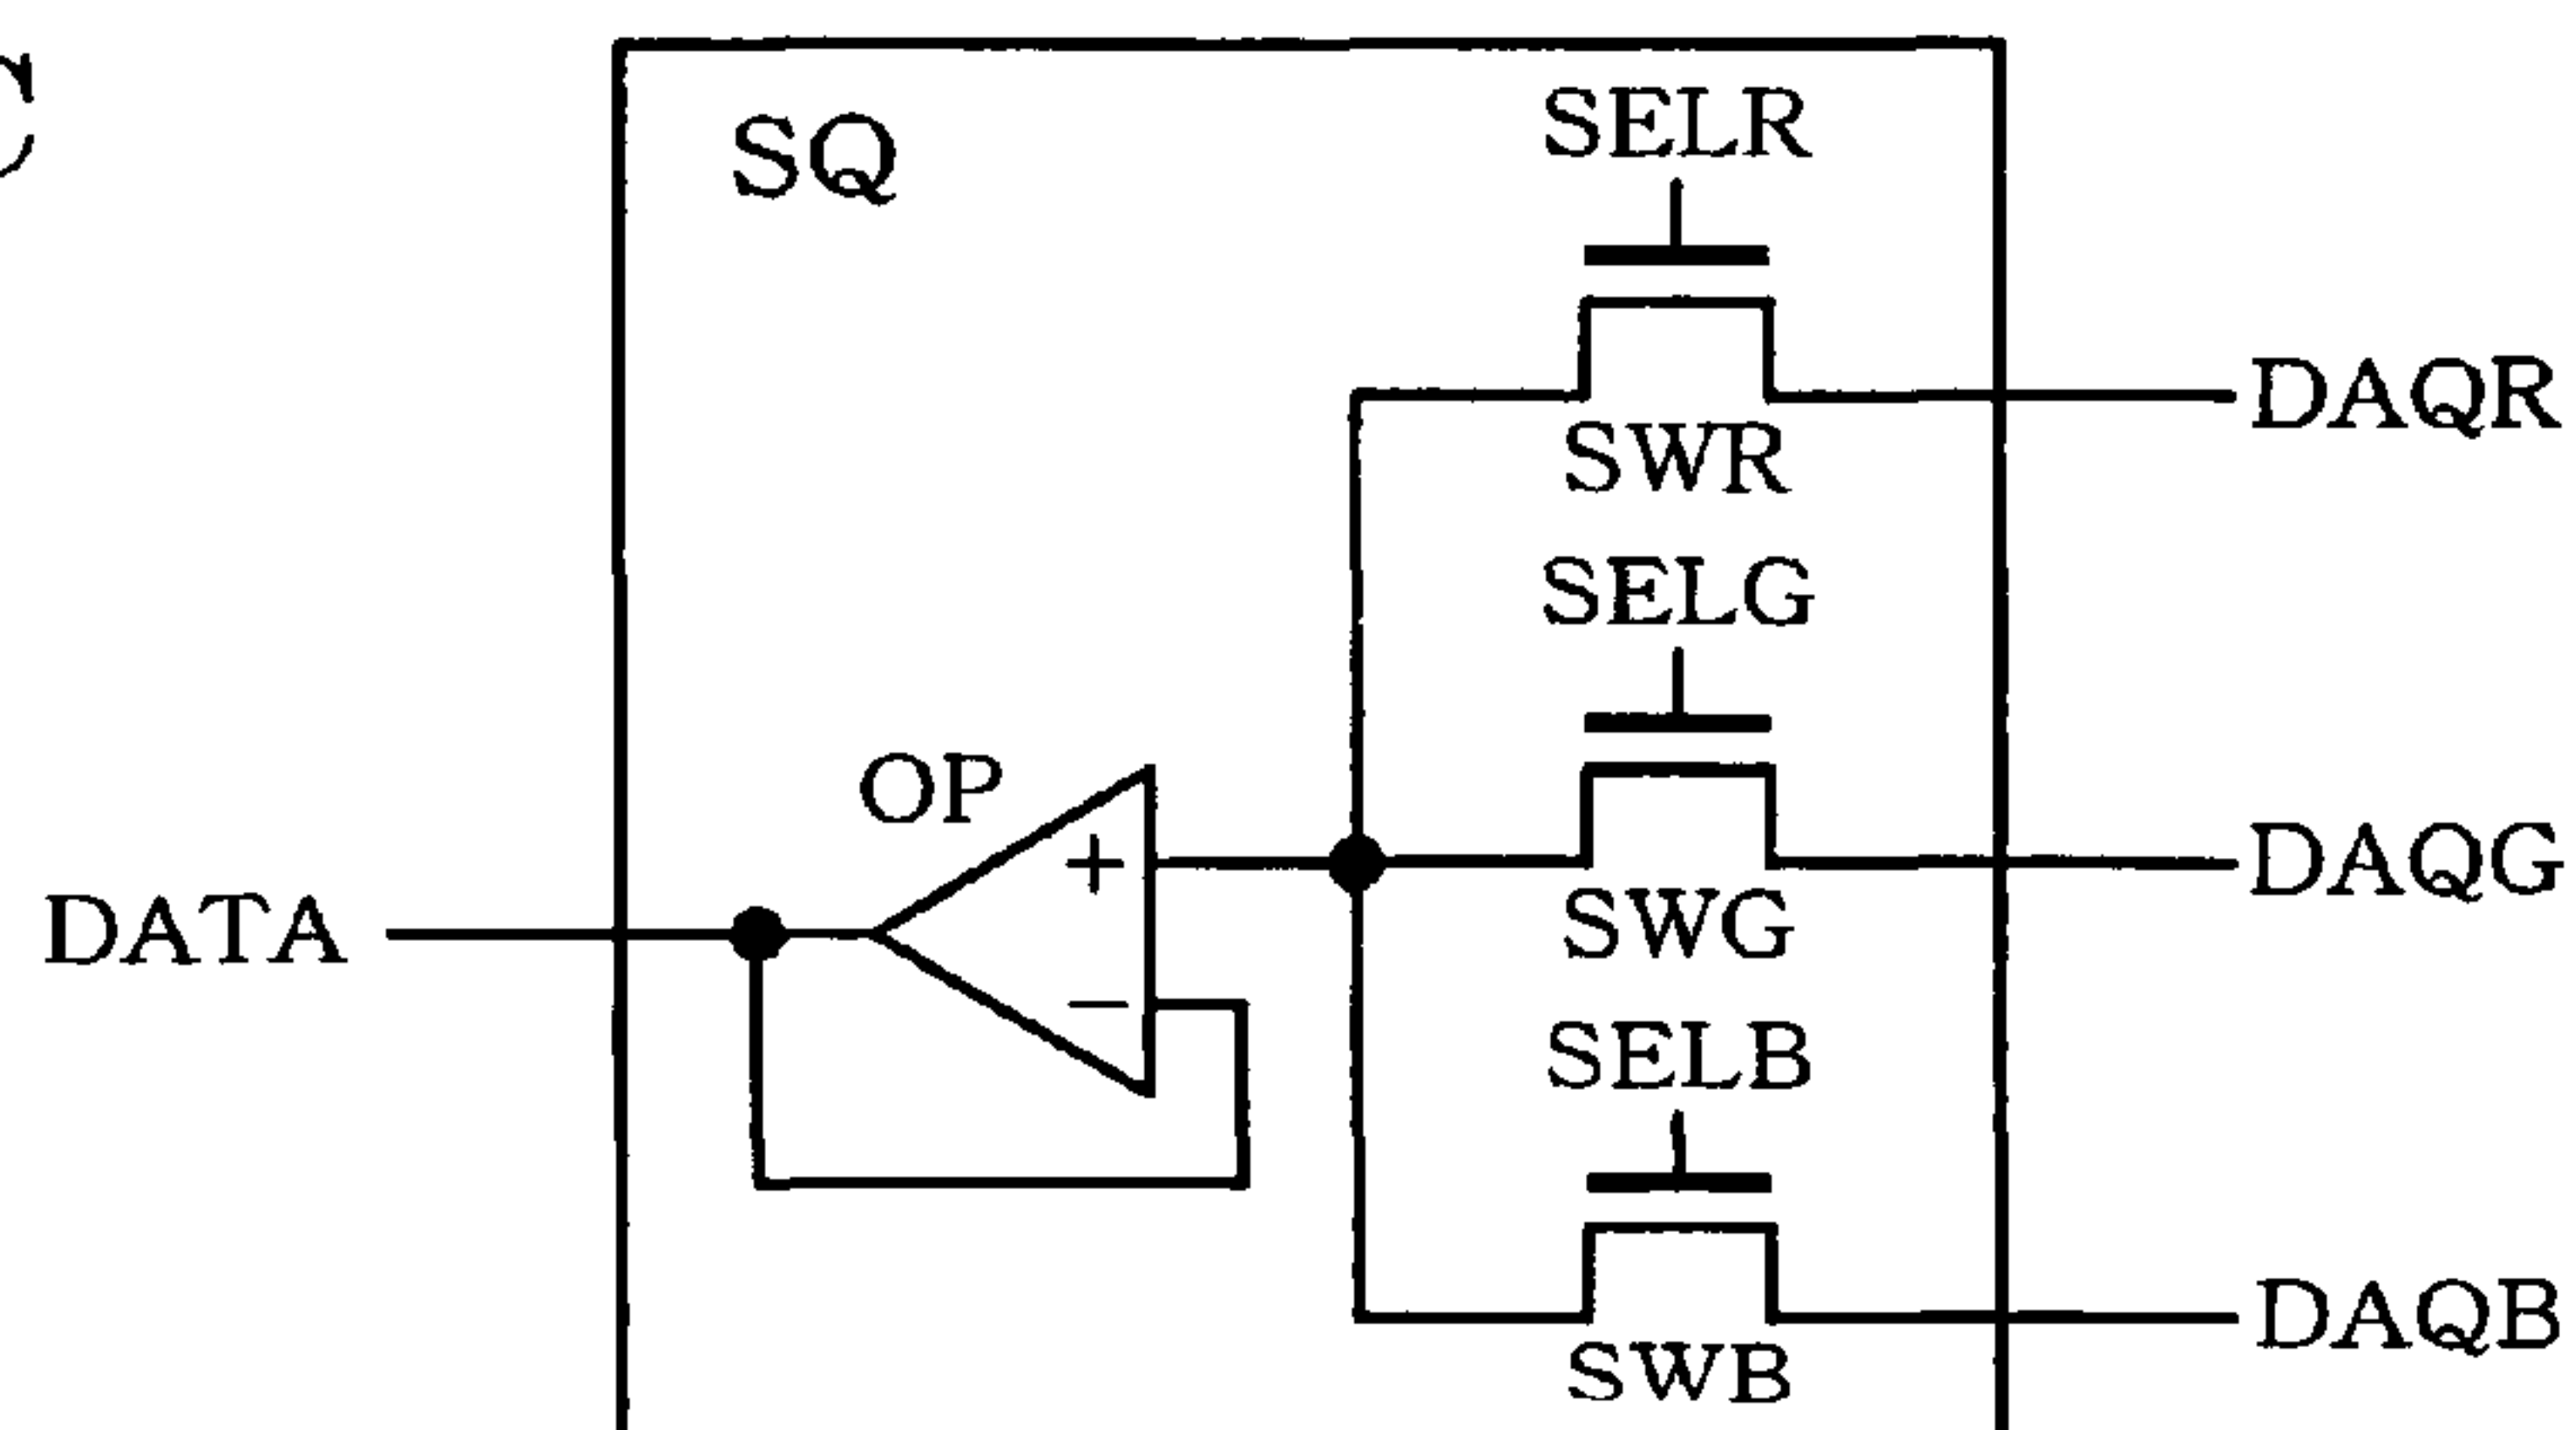 C
SQ
SELR
DAQR
SWR
SELG
OP
+
DAQG
SWG
DATA
−
SELB
DAQB
SWB